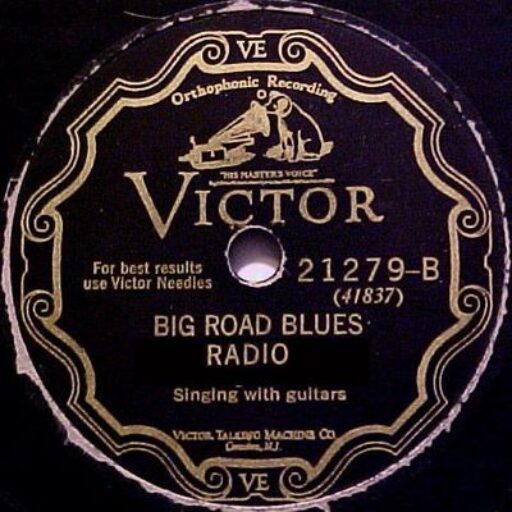 VE
Orthophonic Recording
"HIS MASTER'S VOICE"
VICTOR
For best results
use Victor Needles
21279-B
(41837)
BIG ROAD BLUES
RADIO
Singing with guitars
VICTOR TALKING MACHINE CO.
Camden, N.J.
VE